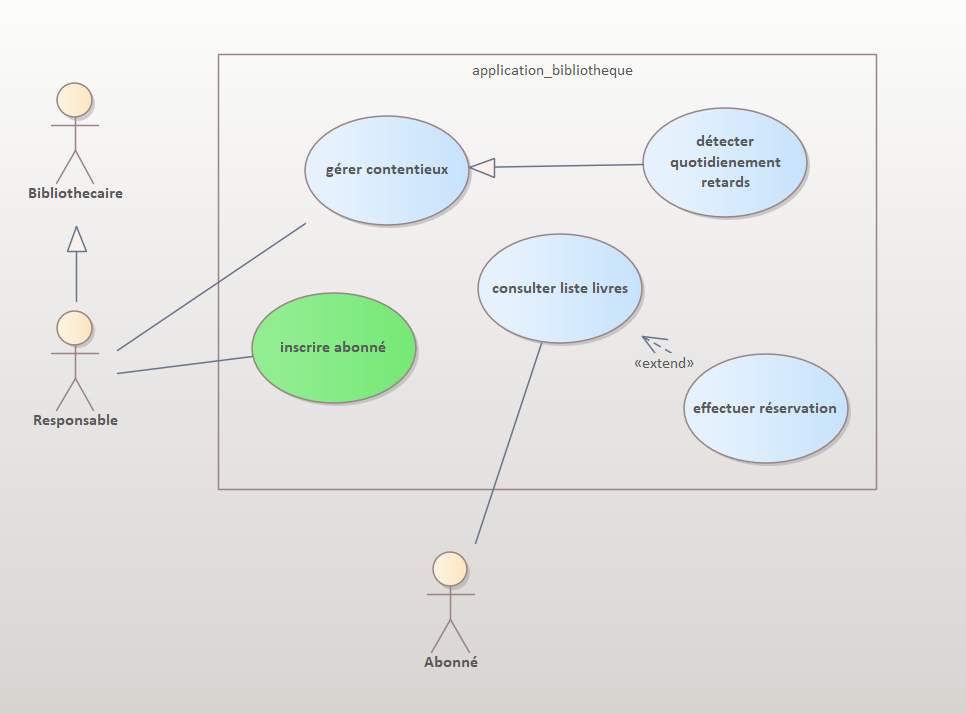 application_bibliotheque
Bibliothecaire
gérer contentieux
détecter
quotidienement
retards
consulter liste livres
inscrire abonné
«extend»
effectuer réservation
Responsable
Abonné